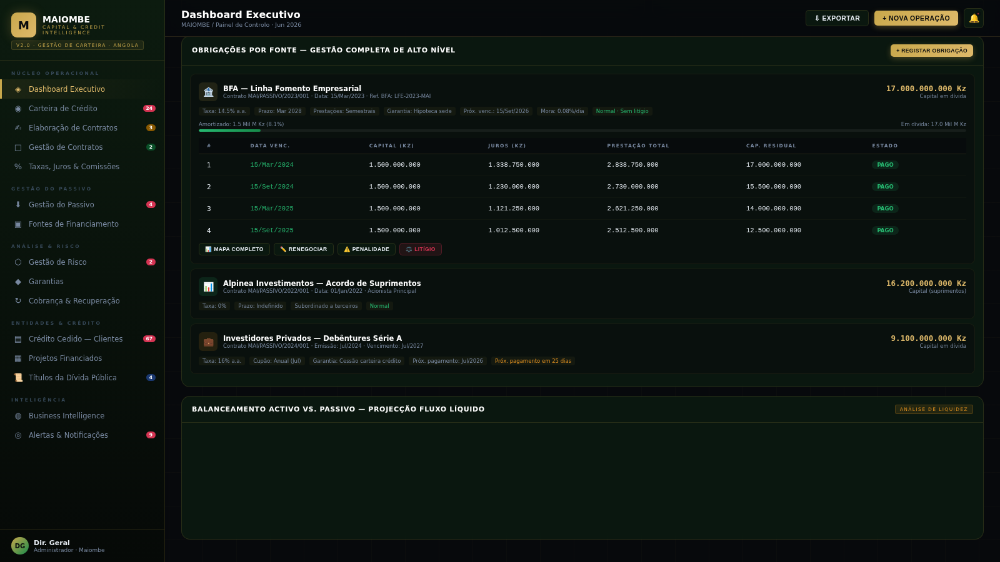 M
MAIOMBE
CAPITAL & CREDIT
INTELLIGENCE
V2.0 · GESTÃO DE CARTEIRA · ANGOLA
NÚCLEO OPERACIONAL
Dashboard Executivo
Carteira de Crédito 24
Elaboração de Contratos 3
Gestão de Contratos 2
% Taxas, Juros & Comissões
GESTÃO DO PASSIVO
Gestão do Passivo 4
Fontes de Financiamento
ANÁLISE & RISCO
Gestão de Risco 2
Garantias
Cobrança & Recuperação
ENTIDADES & CRÉDITO
Crédito Cedido — Clientes 67
Projetos Financiados
Títulos da Dívida Pública 4
INTELIGÊNCIA
Business Intelligence
Alertas & Notificações 9
DG
Dir. Geral
Administrador · Maiombe
Dashboard Executivo
MAIOMBE / Painel de Controlo · Jun 2026
⇩ EXPORTAR
+ NOVA OPERAÇÃO
OBRIGAÇÕES POR FONTE — GESTÃO COMPLETA DE ALTO NÍVEL
+ REGISTAR OBRIGAÇÃO
BFA — Linha Fomento Empresarial
Contrato MAI/PASSIVO/2023/001 · Data: 15/Mar/2023 · Ref. BFA: LFE-2023-MAI
17.000.000.000 Kz
Capital em dívida
Taxa: 14.5% a.a. Prazo: Mar 2028 Prestações: Semestrais Garantia: Hipoteca sede Próx. venc.: 15/Set/2026 Mora: 0.08%/dia Normal · Sem litígio
Amortizado: 1.5 Mil M Kz (8.1%) Em dívida: 17.0 Mil M Kz
# DATA VENC. CAPITAL (KZ) JUROS (KZ) PRESTAÇÃO TOTAL CAP. RESIDUAL ESTADO
1 15/Mar/2024 1.500.000.000 1.338.750.000 2.838.750.000 17.000.000.000 PAGO
2 15/Set/2024 1.500.000.000 1.230.000.000 2.730.000.000 15.500.000.000 PAGO
3 15/Mar/2025 1.500.000.000 1.121.250.000 2.621.250.000 14.000.000.000 PAGO
4 15/Set/2025 1.500.000.000 1.012.500.000 2.512.500.000 12.500.000.000 PAGO
MAPA COMPLETO RENEGOCIAR PENALIDADE LITÍGIO
Alpinea Investimentos — Acordo de Suprimentos
Contrato MAI/PASSIVO/2022/001 · Data: 01/Jan/2022 · Acionista Principal
16.200.000.000 Kz
Capital (suprimentos)
Taxa: 0% Prazo: Indefinido Subordinado a terceiros Normal
Investidores Privados — Debêntures Série A
Contrato MAI/PASSIVO/2024/001 · Emissão: Jul/2024 · Vencimento: Jul/2027
9.100.000.000 Kz
Capital em dívida
Taxa: 16% a.a. Cupão: Anual (Jul) Garantia: Cessão carteira crédito Próx. pagamento: Jul/2026 Próx. pagamento em 25 dias
BALANCEAMENTO ACTIVO VS. PASSIVO — PROJECÇÃO FLUXO LÍQUIDO
ANÁLISE DE LIQUIDEZ